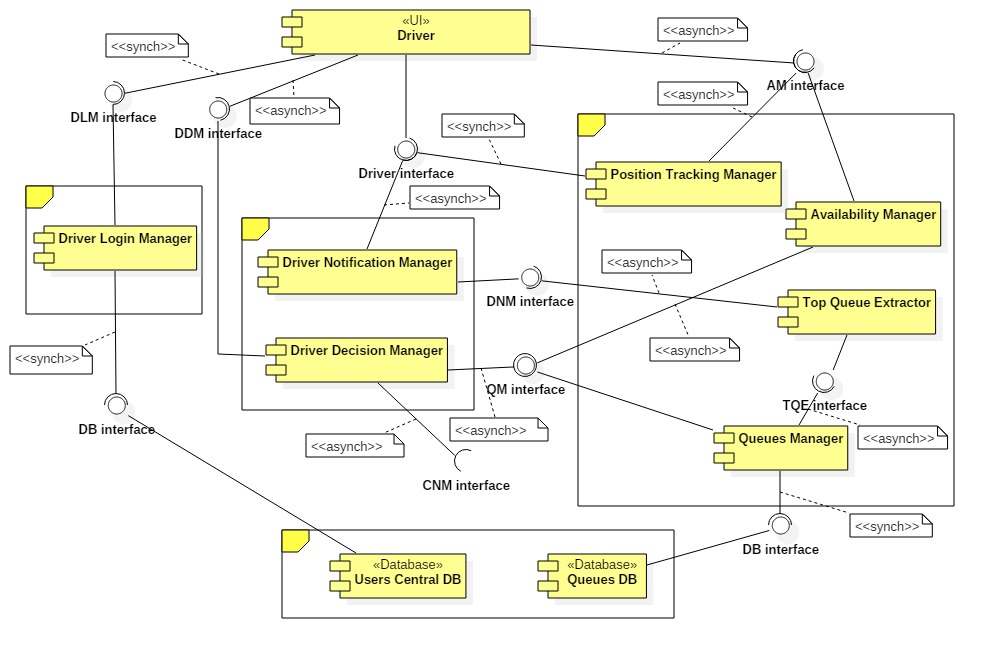 «UI»
Driver
<<asynch>>
<<synch>>
AM interface
<<asynch>>
<<asynch>>
DLM interface
DDM interface
<<synch>>
Driver interface
Position Tracking Manager
<<asynch>>
Availability Manager
Driver Login Manager
Driver Notification Manager
<<asynch>>
DNM interface
Top Queue Extractor
<<synch>>
Driver Decision Manager
<<asynch>>
QM interface
TQE interface
DB interface
<<asynch>>
<<asynch>>
Queues Manager
<<asynch>>
CNM interface
<<synch>>
DB interface
«Database»
Users Central DB
«Database»
Queues DB